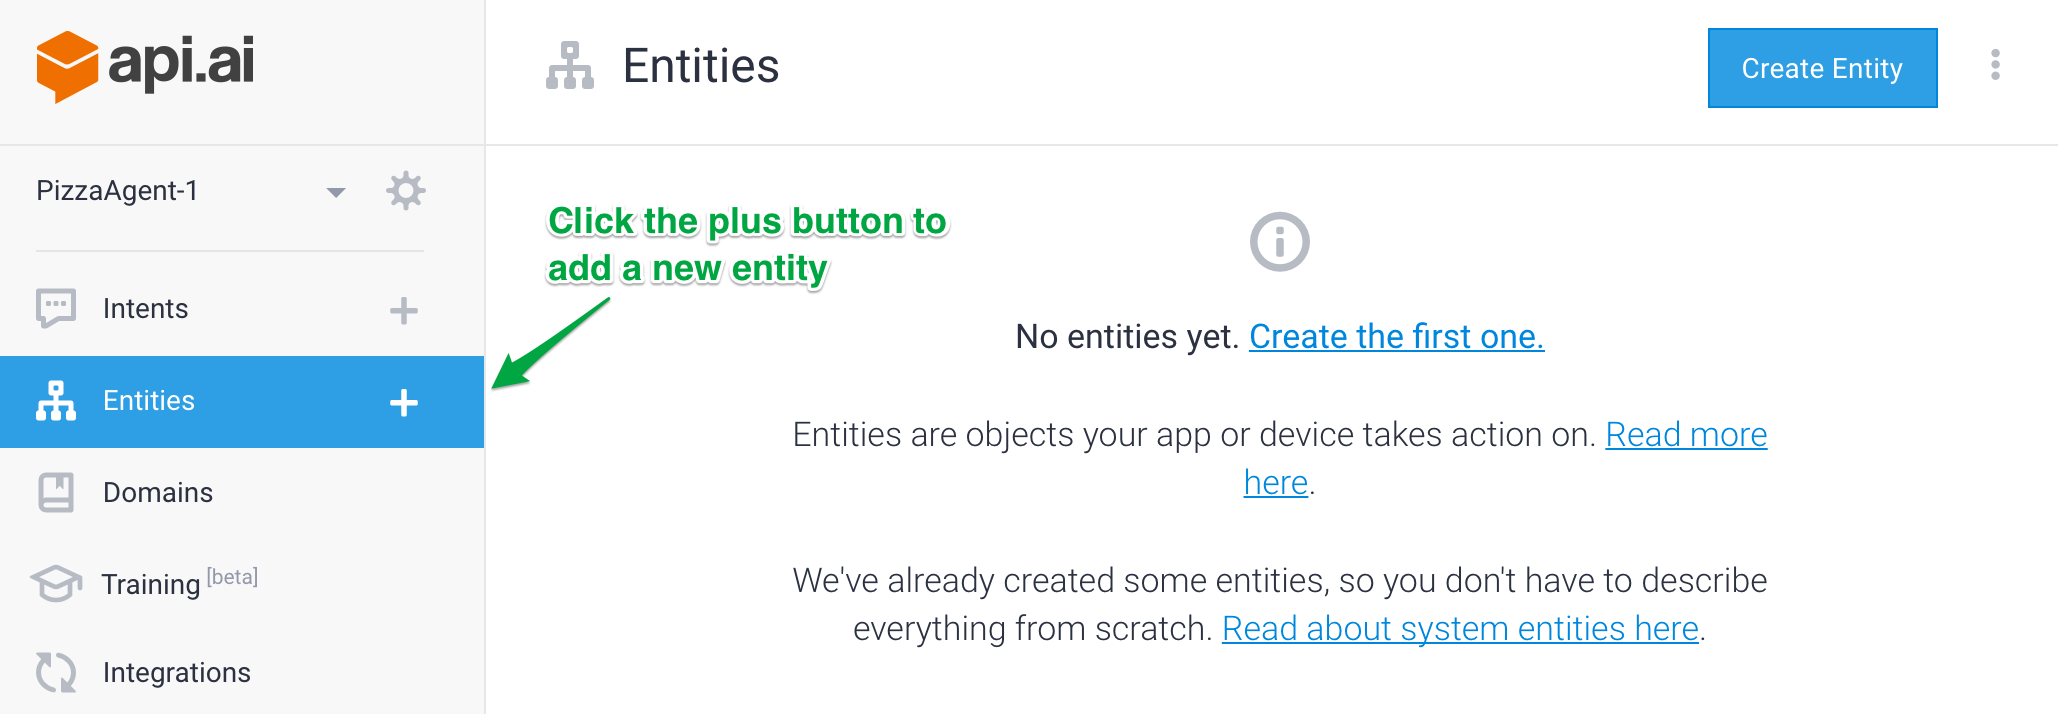 api.ai
Entities
Create Entity
PizzaAgent-1
Click the plus button to
add a new entity
Intents
Entities
Domains
Training [beta]
Integrations
No entities yet. Create the first one.
Entities are objects your app or device takes action on. Read more
here.
We've already created some entities, so you don't have to describe
everything from scratch. Read about system entities here.